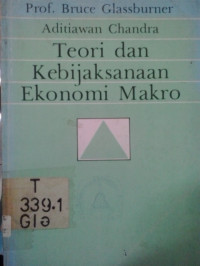 Prof. Bruce Glassburner
Aditiawan Chandra
Teori dan
Kebijaksanaan
Ekonomi Makro
T
339.1
Gla